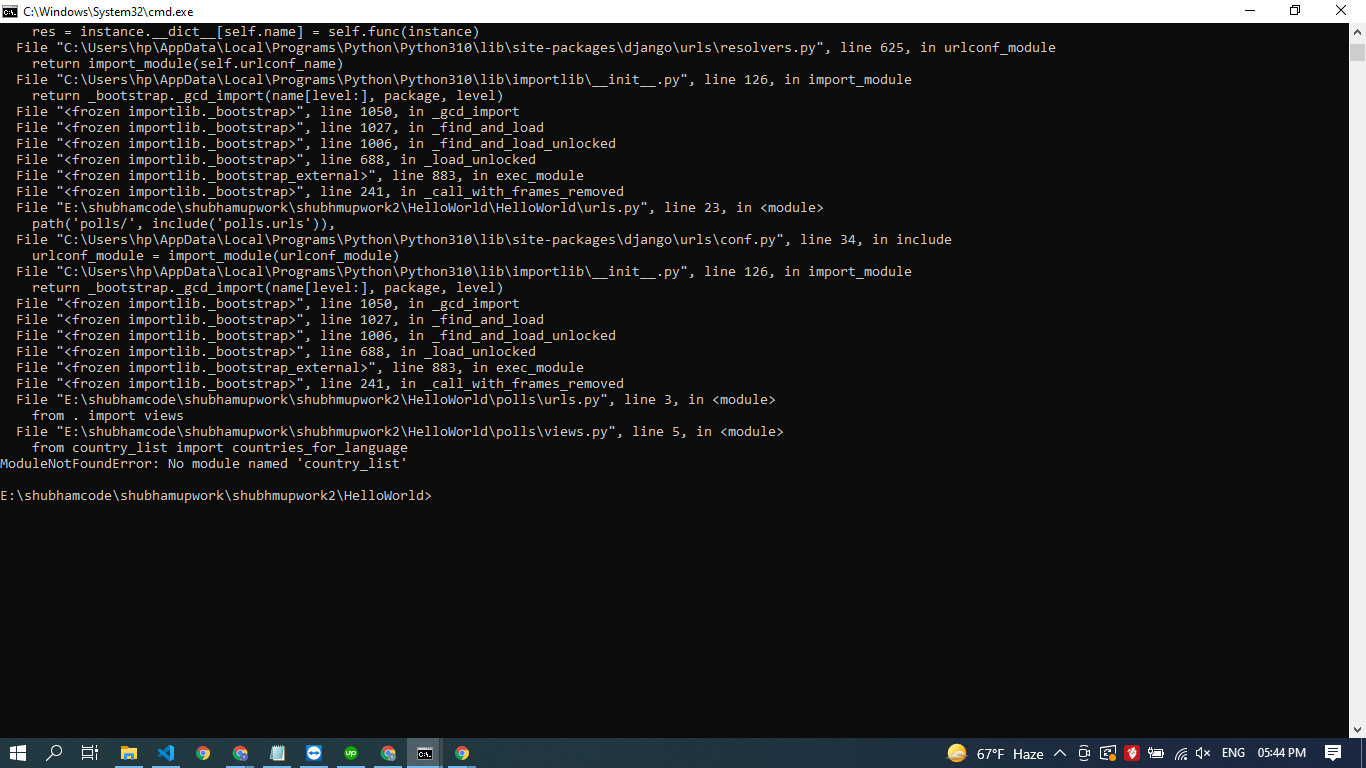 C:\Windows\System32\cmd.exe
    res = instance.__dict__[self.name] = self.func(instance)
  File "C:\Users\hp\AppData\Local\Programs\Python\Python310\lib\site-packages\django\urls\resolvers.py", line 625, in urlconf_module
    return import_module(self.urlconf_name)
  File "C:\Users\hp\AppData\Local\Programs\Python\Python310\lib\importlib\__init__.py", line 126, in import_module
    return _bootstrap._gcd_import(name[level:], package, level)
  File "<frozen importlib._bootstrap>", line 1050, in _gcd_import
  File "<frozen importlib._bootstrap>", line 1027, in _find_and_load
  File "<frozen importlib._bootstrap>", line 1006, in _find_and_load_unlocked
  File "<frozen importlib._bootstrap>", line 688, in _load_unlocked
  File "<frozen importlib._bootstrap_external>", line 883, in exec_module
  File "<frozen importlib._bootstrap>", line 241, in _call_with_frames_removed
  File "E:\shubhamcode\shubhamupwork\shubhmupwork2\HelloWorld\HelloWorld\urls.py", line 23, in <module>
    path('polls/', include('polls.urls')),
  File "C:\Users\hp\AppData\Local\Programs\Python\Python310\lib\site-packages\django\urls\conf.py", line 34, in include
    urlconf_module = import_module(urlconf_module)
  File "C:\Users\hp\AppData\Local\Programs\Python\Python310\lib\importlib\__init__.py", line 126, in import_module
    return _bootstrap._gcd_import(name[level:], package, level)
  File "<frozen importlib._bootstrap>", line 1050, in _gcd_import
  File "<frozen importlib._bootstrap>", line 1027, in _find_and_load
  File "<frozen importlib._bootstrap>", line 1006, in _find_and_load_unlocked
  File "<frozen importlib._bootstrap>", line 688, in _load_unlocked
  File "<frozen importlib._bootstrap_external>", line 883, in exec_module
  File "<frozen importlib._bootstrap>", line 241, in _call_with_frames_removed
  File "E:\shubhamcode\shubhamupwork\shubhmupwork2\HelloWorld\polls\urls.py", line 3, in <module>
    from . import views
  File "E:\shubhamcode\shubhamupwork\shubhmupwork2\HelloWorld\polls\views.py", line 5, in <module>
    from country_list import countries_for_language
ModuleNotFoundError: No module named 'country_list'
E:\shubhamcode\shubhamupwork\shubhmupwork2\HelloWorld>
up
C:\.
67°F Haze ENG 05:44 PM